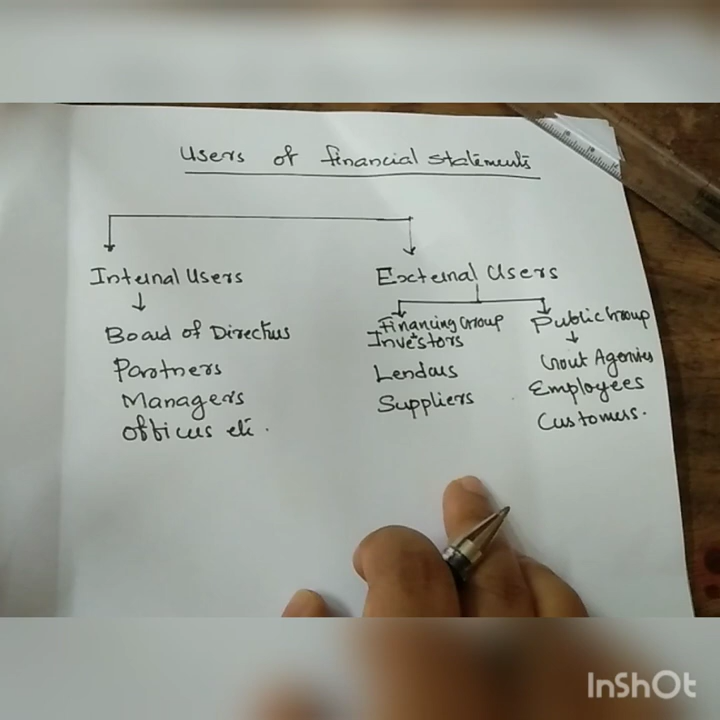 Users of financial statements
Internal Users
Board of Directors
Partners
Managers
Officers etc.
External Users
Financing Group
Investors
Lenders
Suppliers
Public Group
Govt Agencies
Employees
Customers.
InShOt